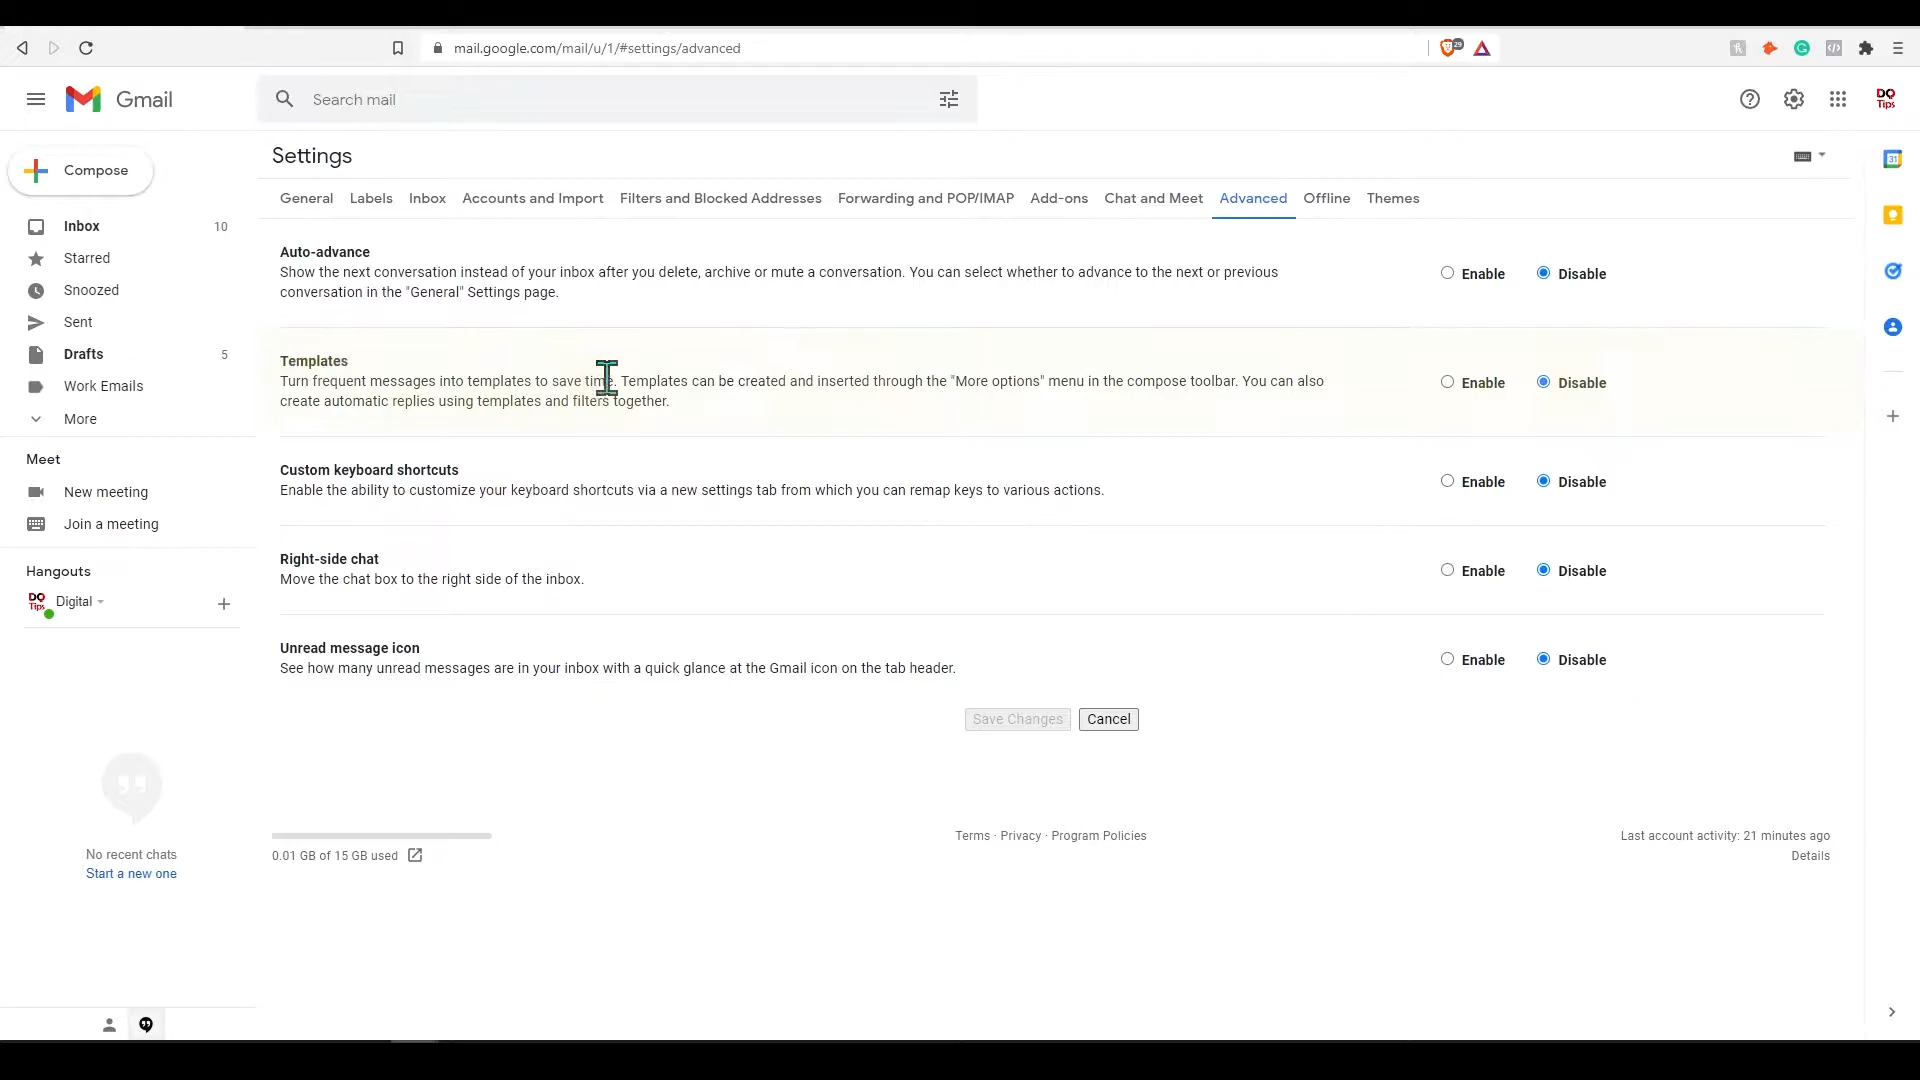 mail.google.com/mail/u/1/#settings/advanced
29
Gmail
Search mail
DQ
Tips
Compose
Settings
General Labels Inbox Accounts and Import Filters and Blocked Addresses Forwarding and POP/IMAP Add-ons Chat and Meet Advanced Offline Themes
Inbox 10
Starred
Snoozed
Sent
Drafts 5
Work Emails
More
Meet
New meeting
Join a meeting
Hangouts
DQ
Tips
Digital
No recent chats
Start a new one
Auto-advance
Show the next conversation instead of your inbox after you delete, archive or mute a conversation. You can select whether to advance to the next or previous
conversation in the "General" Settings page.
Enable Disable
Templates
Turn frequent messages into templates to save time. Templates can be created and inserted through the "More options" menu in the compose toolbar. You can also
create automatic replies using templates and filters together.
Enable Disable
Custom keyboard shortcuts
Enable the ability to customize your keyboard shortcuts via a new settings tab from which you can remap keys to various actions.
Enable Disable
Right-side chat
Move the chat box to the right side of the inbox.
Enable Disable
Unread message icon
See how many unread messages are in your inbox with a quick glance at the Gmail icon on the tab header.
Enable Disable
Save Changes Cancel
0.01 GB of 15 GB used
Terms · Privacy · Program Policies
Last account activity: 21 minutes ago
Details
31